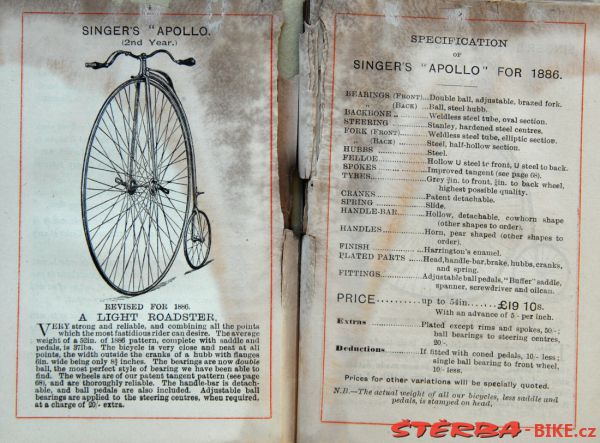 SINGER'S "APOLLO.
(2nd Year.)
REVISED FOR 1886.
A LIGHT ROADSTER,
VERY strong and reliable, and combining all the points
which the most fastidious rider can desire. The average
weight of a 52in. of 1886 pattern, complete with saddle and
pedals, is 37lbs. The bicycle is very close and neat at all
points, the width outside the cranks of a hubb with flanges
6in. wide being only 8½ inches. The bearings are now double
ball, the most perfect style of bearing we have been able to
find. The wheels are of our patent tangent pattern (see page
68), and are thoroughly reliable. The handle-bar is detach-
able, and ball pedals are also included. Adjustable ball
bearings are applied to the steering centres, when required,
at a charge of 20/- extra.
SPECIFICATION
OF
SINGER'S "APOLLO" FOR 1886.
BEARINGS (FRONT)...Double ball, adjustable, brazed fork.
" (BACK) ...Ball, steel hubb.
BACKBONE ... Weldless steel tube, oval section.
STEERING ... Stanley, hardened steel centres.
FORK (FRONT)......Weldless steel tube, elliptic section.
" (BACK) ......Steel, half-hollow section.
HUBBS ......Steel.
FELLOE......Hollow U steel to front, U steel to back.
SPOKES ......Improved tangent (see page 68).
TYRES......Grey in. to front, in. to back wheel,
highest possible quality.
CRANKS ......Patent detachable.
SPRING ......Slide.
HANDLE-BAR......Hollow, detachable, cowhorn shape
(other shapes to order).
HANDLES......Horn, pear shaped (other shapes to
order).
FINISH ......Harrington's enamel.
PLATED PARTS ......Head, handle-bar, brake, hubbs, cranks,
and spring.
FITTINGS......Adjustable ball pedals, "Buffer" saddle,
spanner, screwdriver and oilcan.
PRICE..........up to 54in.......£19 10s.
With an advance of 5/- per inch.
Extras ......Plated except rims and spokes, 50/-;
ball bearings to steering centres,
20/-
Deductions......If fitted with coned pedals, 10/- less;
single ball bearing to front wheel,
10/- less.
Prices for other variations will be specially quoted.
N.B.—The actual weight of all our bicycles, less saddle and
pedals, is stamped on head,
ŠTĚRBA-BIKE.cz